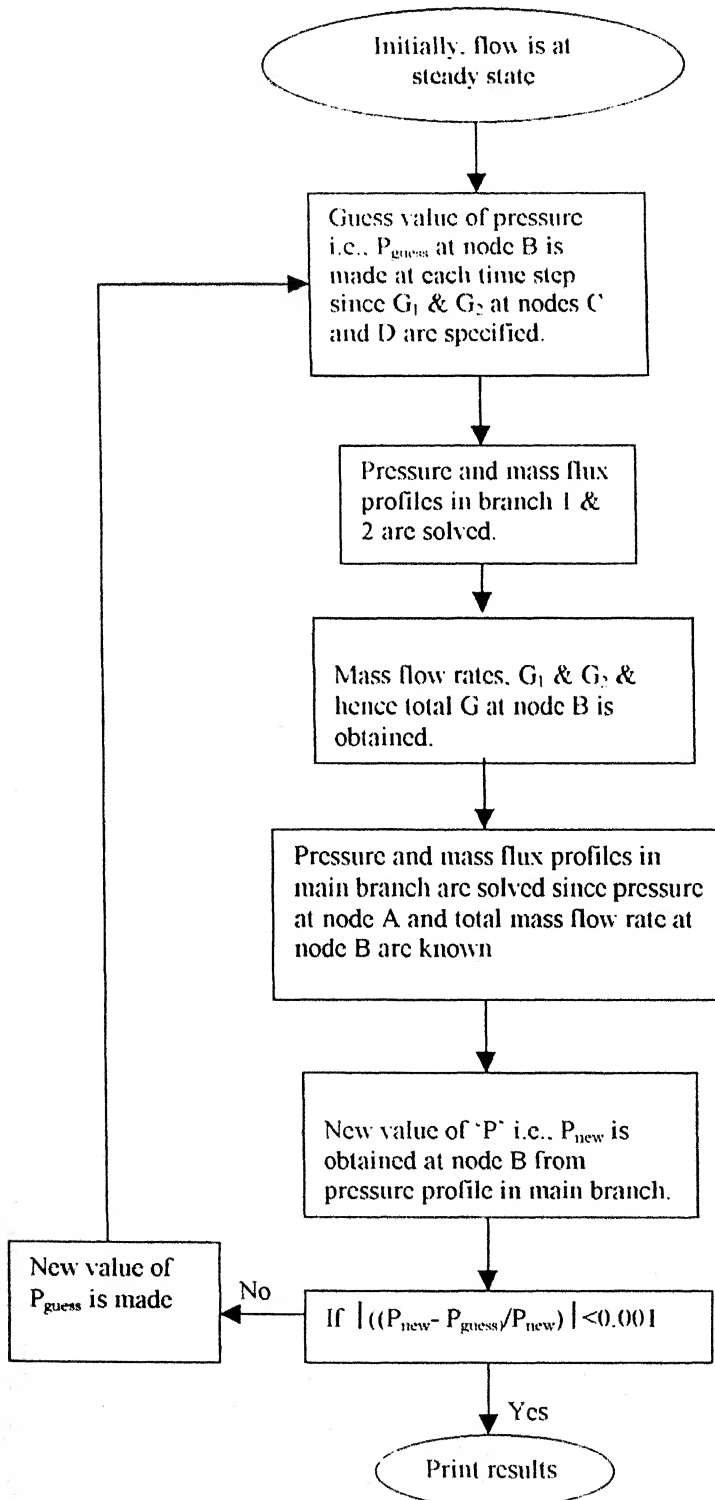 Initially, flow is at
steady state
Guess value of pressure
i.e., P_guess at node B is
made at each time step
since G₁ & G₂ at nodes C
and D are specified.
Pressure and mass flux
profiles in branch 1 &
2 are solved.
Mass flow rates, G₁ & G₂ &
hence total G at node B is
obtained.
Pressure and mass flux profiles in
main branch are solved since pressure
at node A and total mass flow rate at
node B are known
New value of ‘P’ i.e., P_new is
obtained at node B from
pressure profile in main branch.
New value of
P_guess is made
No
If |((P_new- P_guess)/P_new)| <0.001
Yes
Print results